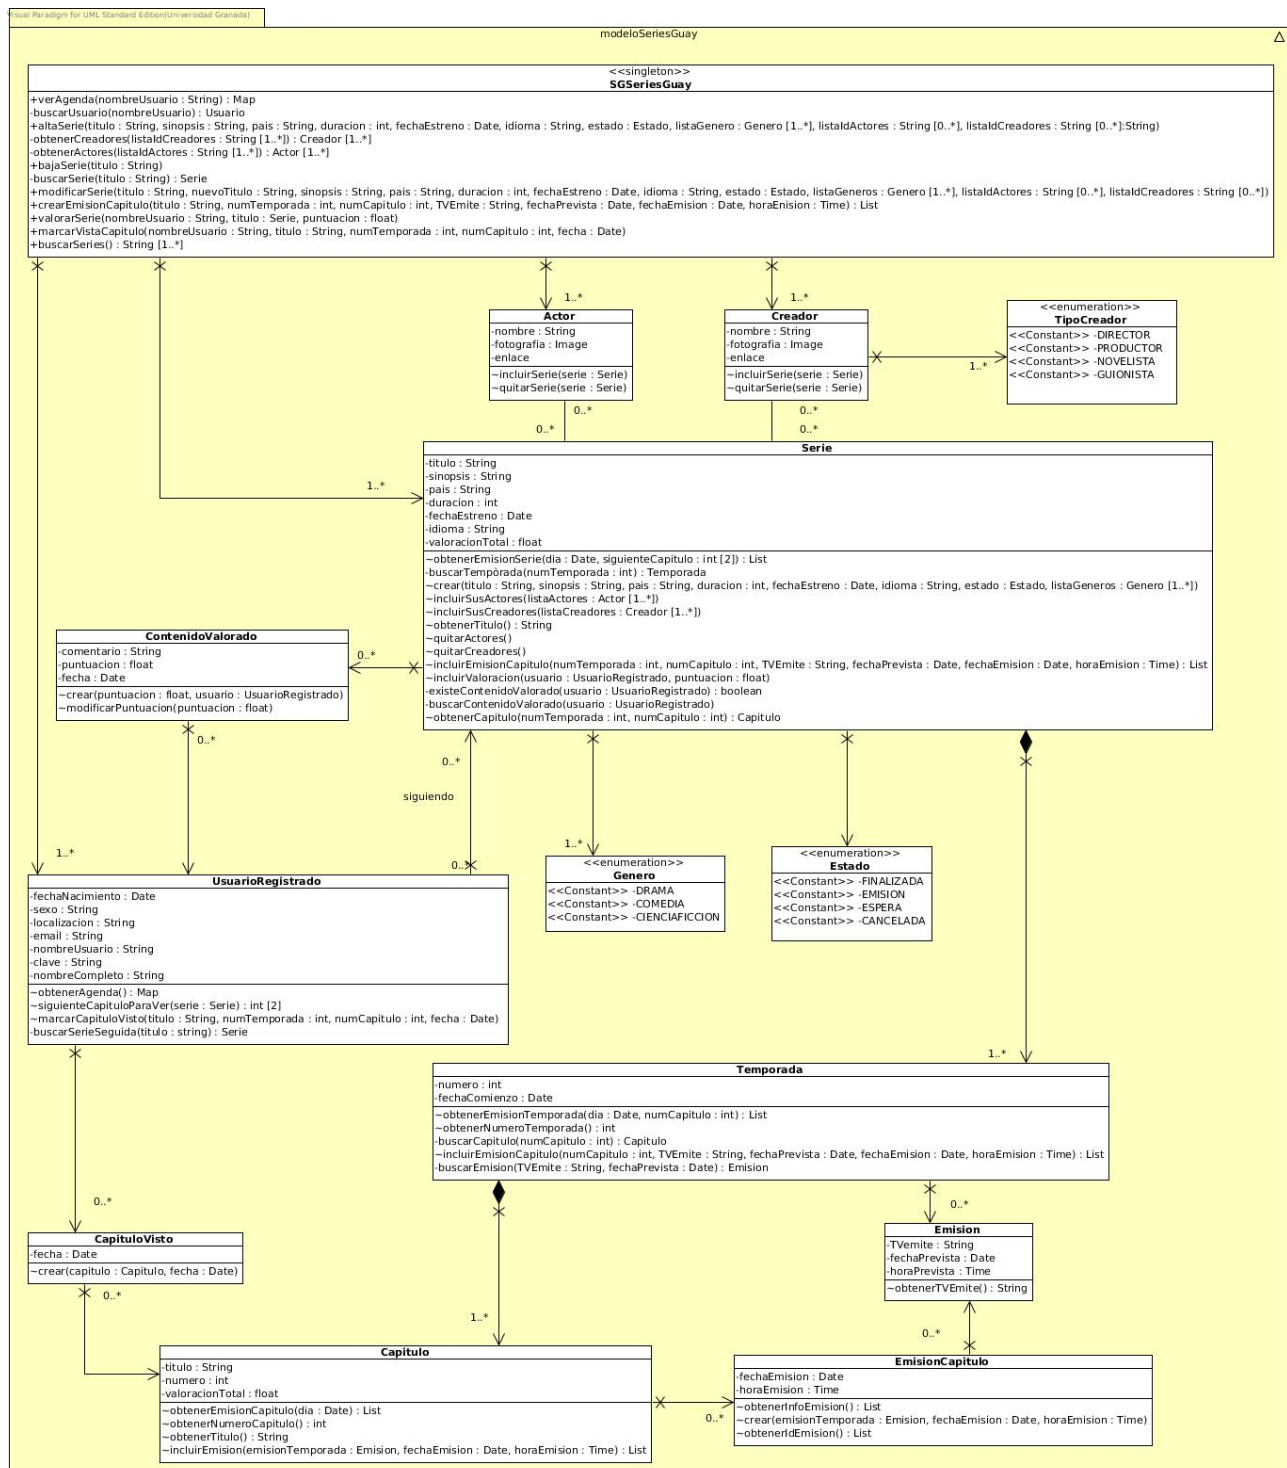 Visual Paradigm for UML Standard Edition(Universidad Granada)
modeloSeriesGuay
<<singleton>>
SGSeriesGuay
+verAgenda(nombreUsuario : String) : Map
-buscarUsuario(nombreUsuario) : Usuario
+altaSerie(titulo : String, sinopsis : String, pais : String, duracion : int, fechaEstreno : Date, idioma : String, estado : Estado, listaGenero : Genero [1..*], listaIdActores : String [0..*], listaIdCreadores : String [0..*]:String)
-obtenerCreadores(listaIdCreadores : String [1..*]) : Creador [1..*]
-obtenerActores(listaIdActores : String [1..*]) : Actor [1..*]
+bajaSerie(titulo : String)
-buscarSerie(titulo : String) : Serie
+modificarSerie(titulo : String, nuevoTitulo : String, sinopsis : String, pais : String, duracion : int, fechaEstreno : Date, idioma : String, estado : Estado, listaGeneros : Genero [1..*], listaIdActores : String [0..*], listaIdCreadores : String [0..*])
+crearEmisionCapitulo(titulo : String, numTemporada : int, numCapitulo : int, TVEmite : String, fechaPrevista : Date, fechaEmision : Date, horaEnision : Time) : List
+valorarSerie(nombreUsuario : String, titulo : Serie, puntuacion : float)
+marcarVistaCapitulo(nombreUsuario : String, titulo : String, numTemporada : int, numCapitulo : int, fecha : Date)
+buscarSeries() : String [1..*]
1..*
1..*
Actor
-nombre : String
-fotografia : Image
-enlace
~incluirSerie(serie : Serie)
~quitarSerie(serie : Serie)
Creador
-nombre : String
-fotografia : Image
-enlace
~incluirSerie(serie : Serie)
~quitarSerie(serie : Serie)
1..*
<<enumeration>>
TipoCreador
<<Constant>> -DIRECTOR
<<Constant>> -PRODUCTOR
<<Constant>> -NOVELISTA
<<Constant>> -GUIONISTA
0..*
0..*
0..*
0..*
1..*
Serie
-titulo : String
-sinopsis : String
-pais : String
-duracion : int
-fechaEstreno : Date
-idioma : String
-valoracionTotal : float
~obtenerEmisionSerie(dia : Date, siguienteCapitulo : int [2]) : List
-buscarTempòrada(numTemporada : int) : Temporada
~crear(titulo : String, sinopsis : String, pais : String, duracion : int, fechaEstreno : Date, idioma : String, estado : Estado, listaGeneros : Genero [1..*])
~incluirSusActores(listaActores : Actor [1..*])
~incluirSusCreadores(listaCreadores : Creador [1..*])
~obtenerTitulo() : String
~quitarActores()
~quitarCreadores()
~incluirEmisionCapitulo(numTemporada : int, numCapitulo : int, TVEmite : String, fechaPrevista : Date, fechaEmision : Date, horaEmision : Time) : List
~incluirValoracion(usuario : UsuarioRegistrado, puntuacion : float)
-existeContenidoValorado(usuario : UsuarioRegistrado) : boolean
-buscarContenidoValorado(usuario : UsuarioRegistrado)
~obtenerCapitulo(numTemporada : int, numCapitulo : int) : Capitulo
ContenidoValorado
-comentario : String
-puntuacion : float
-fecha : Date
~crear(puntuacion : float, usuario : UsuarioRegistrado)
~modificarPuntuacion(puntuacion : float)
0..*
0..*
0..*
siguiendo
0..*
1..*
1..*
<<enumeration>>
Genero
<<Constant>> -DRAMA
<<Constant>> -COMEDIA
<<Constant>> -CIENCIAFICCION
<<enumeration>>
Estado
<<Constant>> -FINALIZADA
<<Constant>> -EMISION
<<Constant>> -ESPERA
<<Constant>> -CANCELADA
UsuarioRegistrado
-fechaNacimiento : Date
-sexo : String
-localizacion : String
-email : String
-nombreUsuario : String
-clave : String
-nombreCompleto : String
~obtenerAgenda() : Map
~siguienteCapituloParaVer(serie : Serie) : int [2]
~marcarCapituloVisto(titulo : String, numTemporada : int, numCapitulo : int, fecha : Date)
-buscarSerieSeguida(titulo : string) : Serie
1..*
Temporada
-numero : int
-fechaComienzo : Date
~obtenerEmisionTemporada(dia : Date, numCapitulo : int) : List
~obtenerNumeroTemporada() : int
-buscarCapitulo(numCapitulo : int) : Capitulo
~incluirEmisionCapitulo(numCapitulo : int, TVEmite : String, fechaPrevista : Date, fechaEmision : Date, horaEmision : Time) : List
-buscarEmision(TVEmite : String, fechaPrevista : Date) : Emision
0..*
0..*
CapituloVisto
-fecha : Date
~crear(capitulo : Capitulo, fecha : Date)
0..*
Emision
-TVemite : String
-fechaPrevista : Date
-horaPrevista : Time
~obtenerTVEmite() : String
1..*
0..*
Capitulo
-titulo : String
-numero : int
-valoracionTotal : float
~obtenerEmisionCapitulo(dia : Date) : List
~obtenerNumeroCapitulo() : int
~obtenerTitulo() : String
~incluirEmision(emisionTemporada : Emision, fechaEmision : Date, horaEmision : Time) : List
0..*
EmisionCapitulo
-fechaEmision : Date
-horaEmision : Time
~obtenerInfoEmision() : List
~crear(emisionTemporada : Emision, fechaEmision : Date, horaEmision : Time)
~obtenerIdEmision() : List